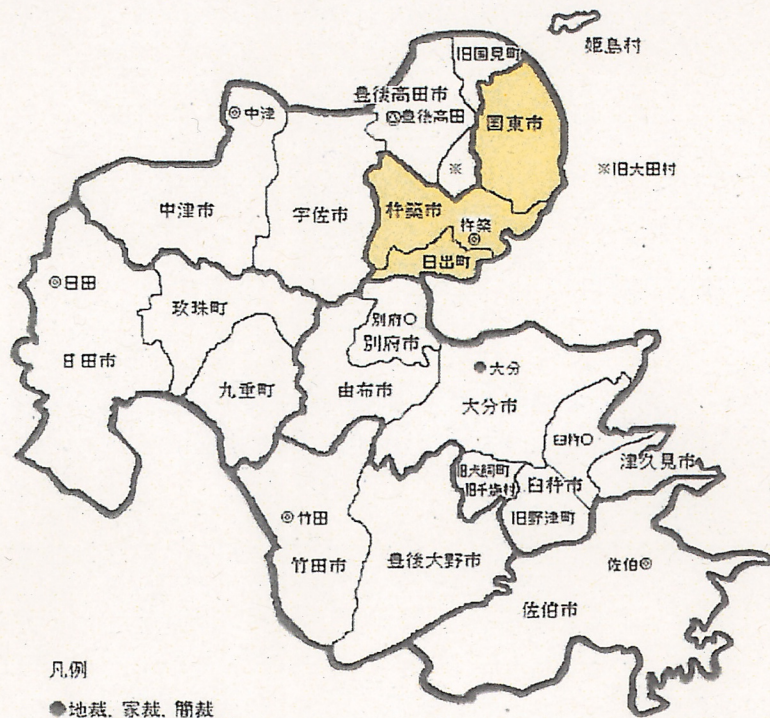 旧国見町
姫島村
豊後高田市
◎豊後高田
国東市
◎中津
※
※旧大田村
中津市
宇佐市
杵築市
杵築
◎
日出町
◎日田
玖珠町
別府○
別府市
日田市
●大分
九重町
由布市
大分市
臼杵○
津久見市
旧犬飼町
旧千歳村
臼杵市
旧野津町
◎竹田
竹田市
豊後大野市
佐伯◎
佐伯市
凡例
●地裁、家裁、簡裁